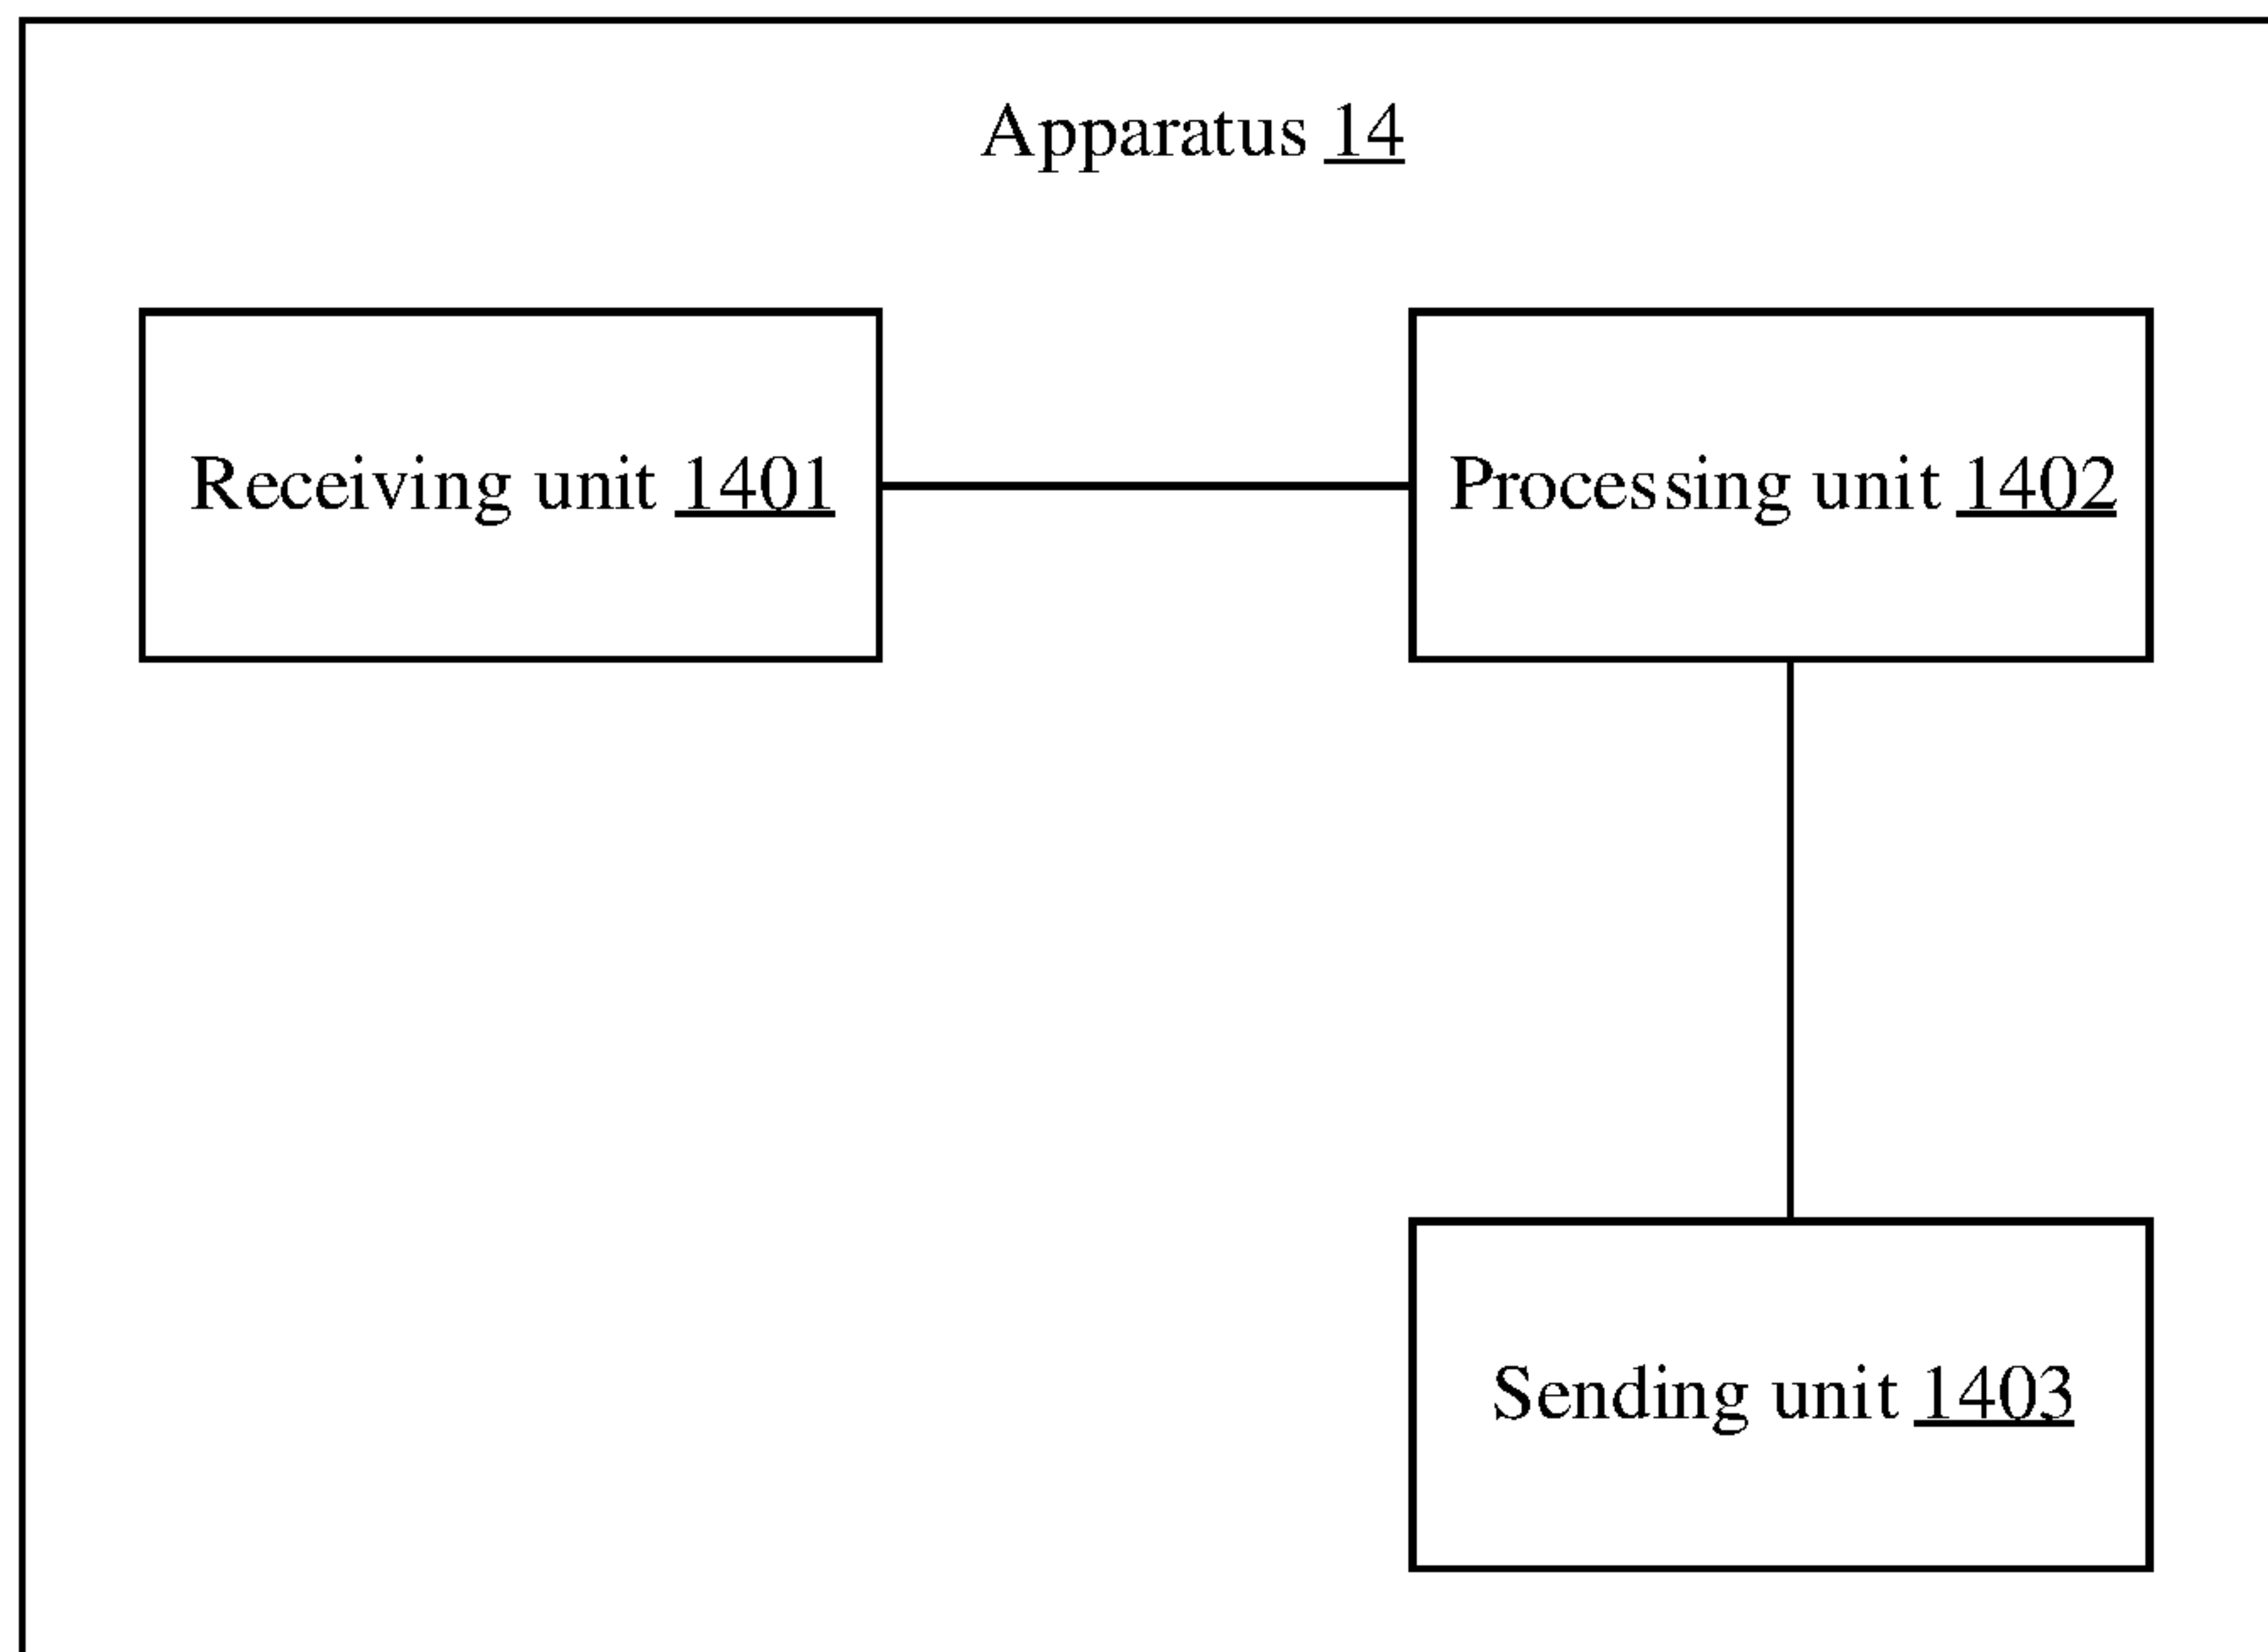 Apparatus 14
Receiving unit 1401
Processing unit 1402
Sending unit 1403